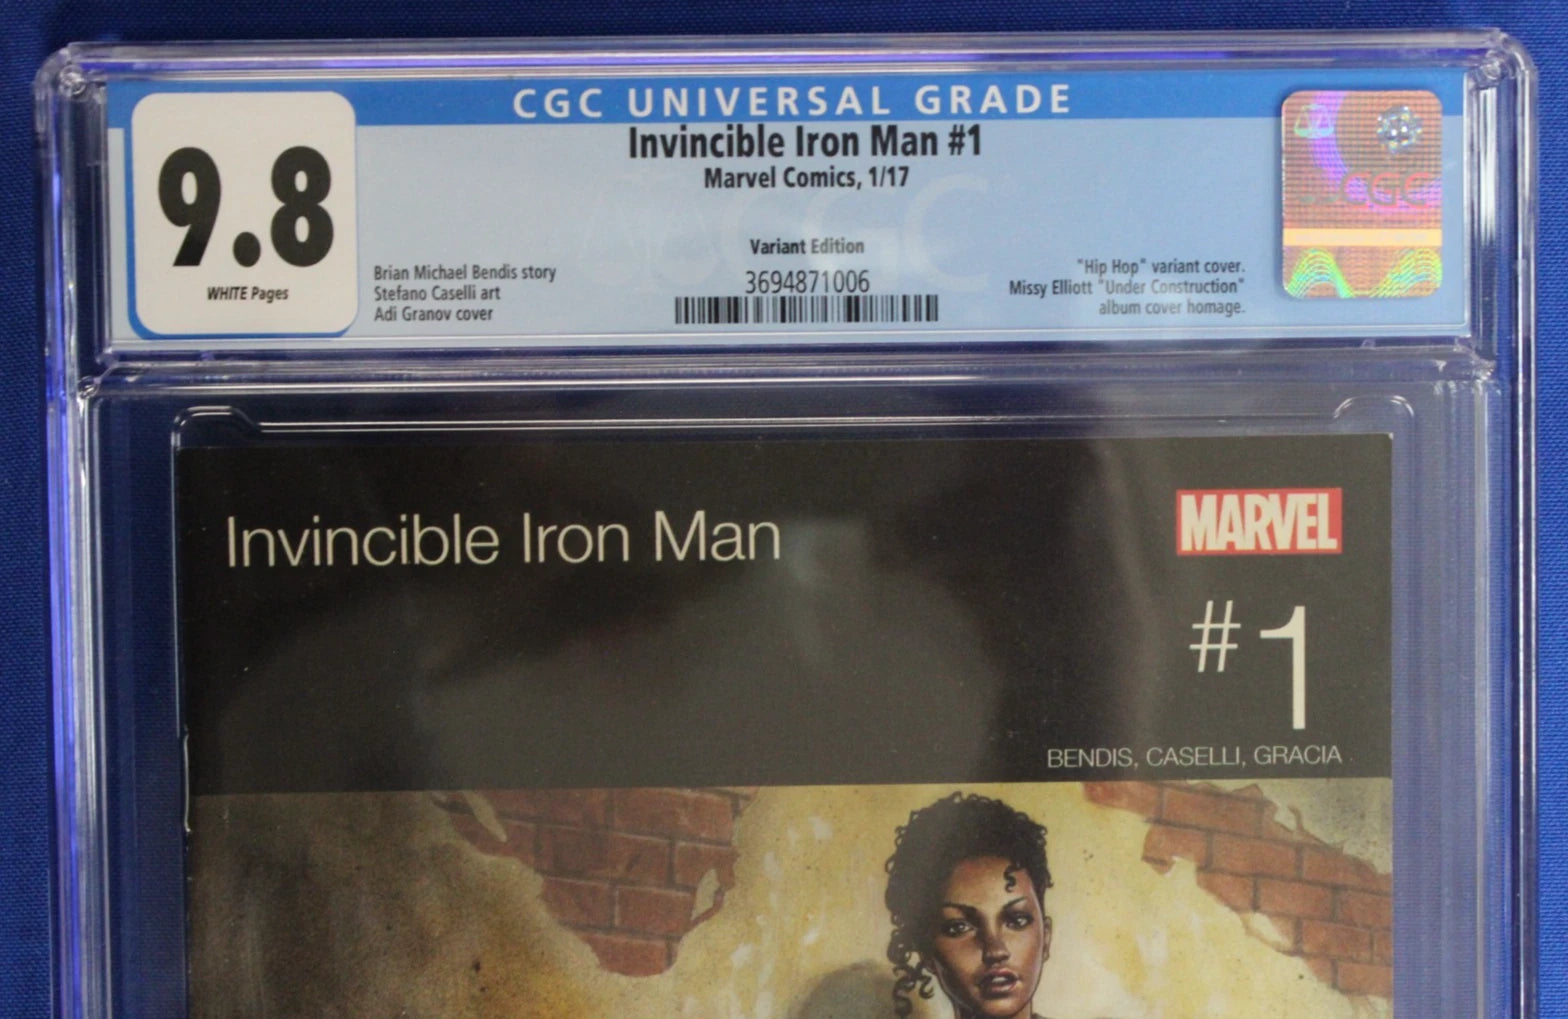 CGC UNIVERSAL GRADE
9.8
WHITE Pages
Invincible Iron Man #1
Marvel Comics, 1/17
Variant Edition
3694871006
Brian Michael Bendis story
Stefano Caselli art
Adi Granov cover
"Hip Hop" variant cover.
Missy Elliott "Under Construction"
album cover homage.
CGC
Invincible Iron Man
MARVEL
#1
BENDIS, CASELLI, GRACIA